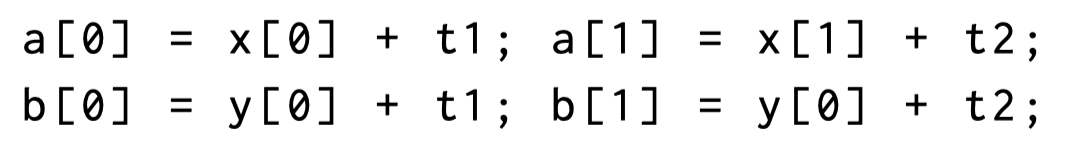 a[0] = x[0] + t1; a[1] = x[1] + t2;
b[0] = y[0] + t1; b[1] = y[0] + t2;